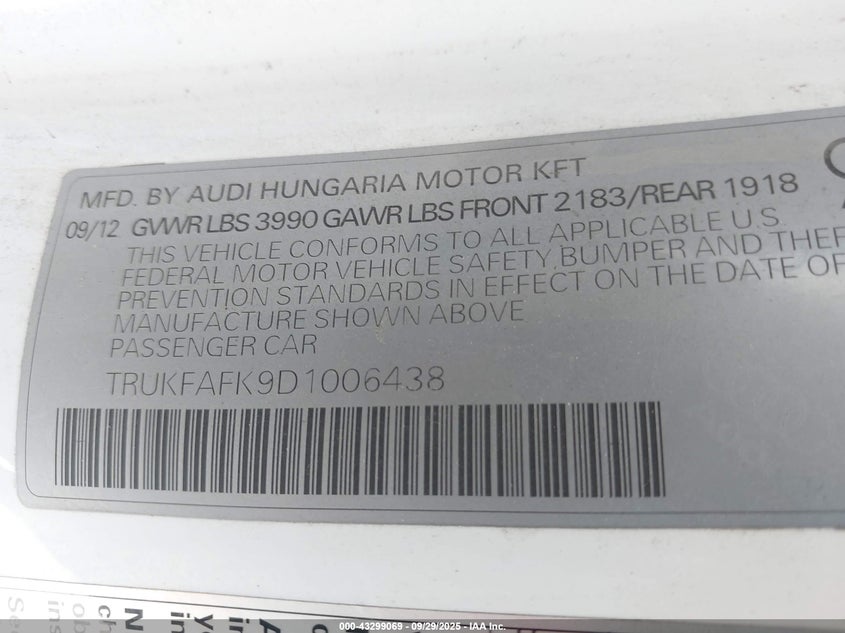 MFD. BY AUDI HUNGARIA MOTOR KFT
09/12 GVWR LBS 3990 GAWR LBS FRONT 2183/REAR 1918
THIS VEHICLE CONFORMS TO ALL APPLICABLE U.S.
FEDERAL MOTOR VEHICLE SAFETY, BUMPER AND THEF
PREVENTION STANDARDS IN EFFECT ON THE DATE OF
MANUFACTURE SHOWN ABOVE
PASSENGER CAR
TRUKFAFK9D1006438
000-43299069 - 09/29/2025 - IAA Inc.